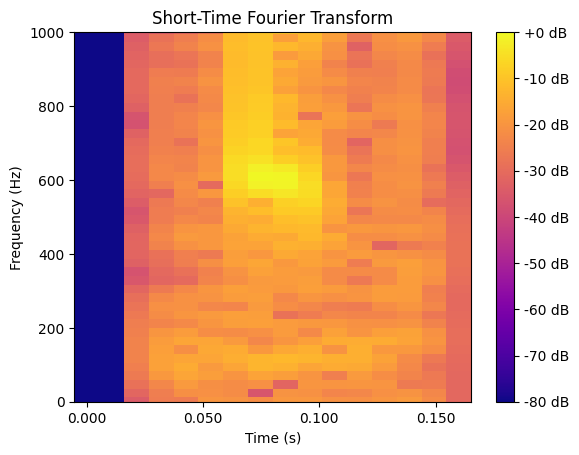 Short-Time Fourier Transform
1000
800
600
400
200
0
Frequency (Hz)
0.000
0.050
0.100
0.150
Time (s)
+0 dB
-10 dB
-20 dB
-30 dB
-40 dB
-50 dB
-60 dB
-70 dB
-80 dB